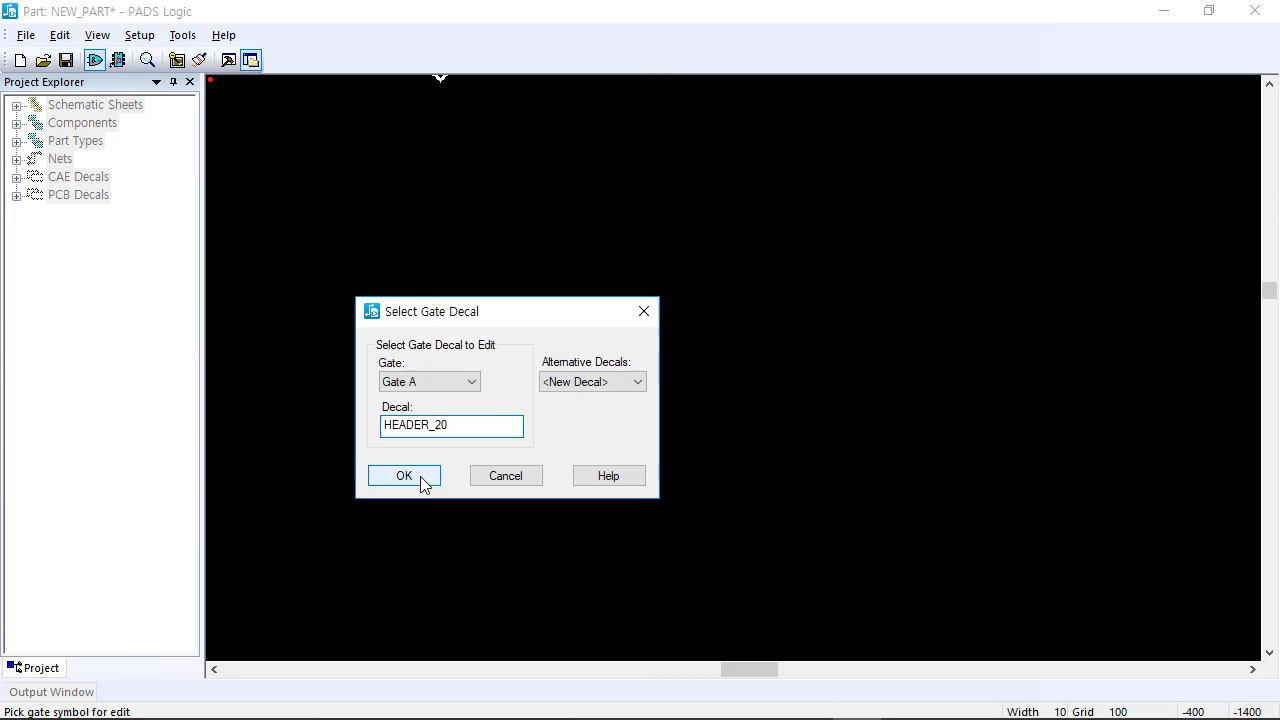 Part: NEW_PART* - PADS Logic
File Edit View Setup Tools Help
Project Explorer
Schematic Sheets
Components
Part Types
Nets
CAE Decals
PCB Decals
Select Gate Decal
Select Gate Decal to Edit
Gate:
Alternative Decals:
Gate A
<New Decal>
Decal:
HEADER_20
OK Cancel Help
Project
Output Window
Pick gate symbol for edit
Width 10 Grid 100 -400 -1400